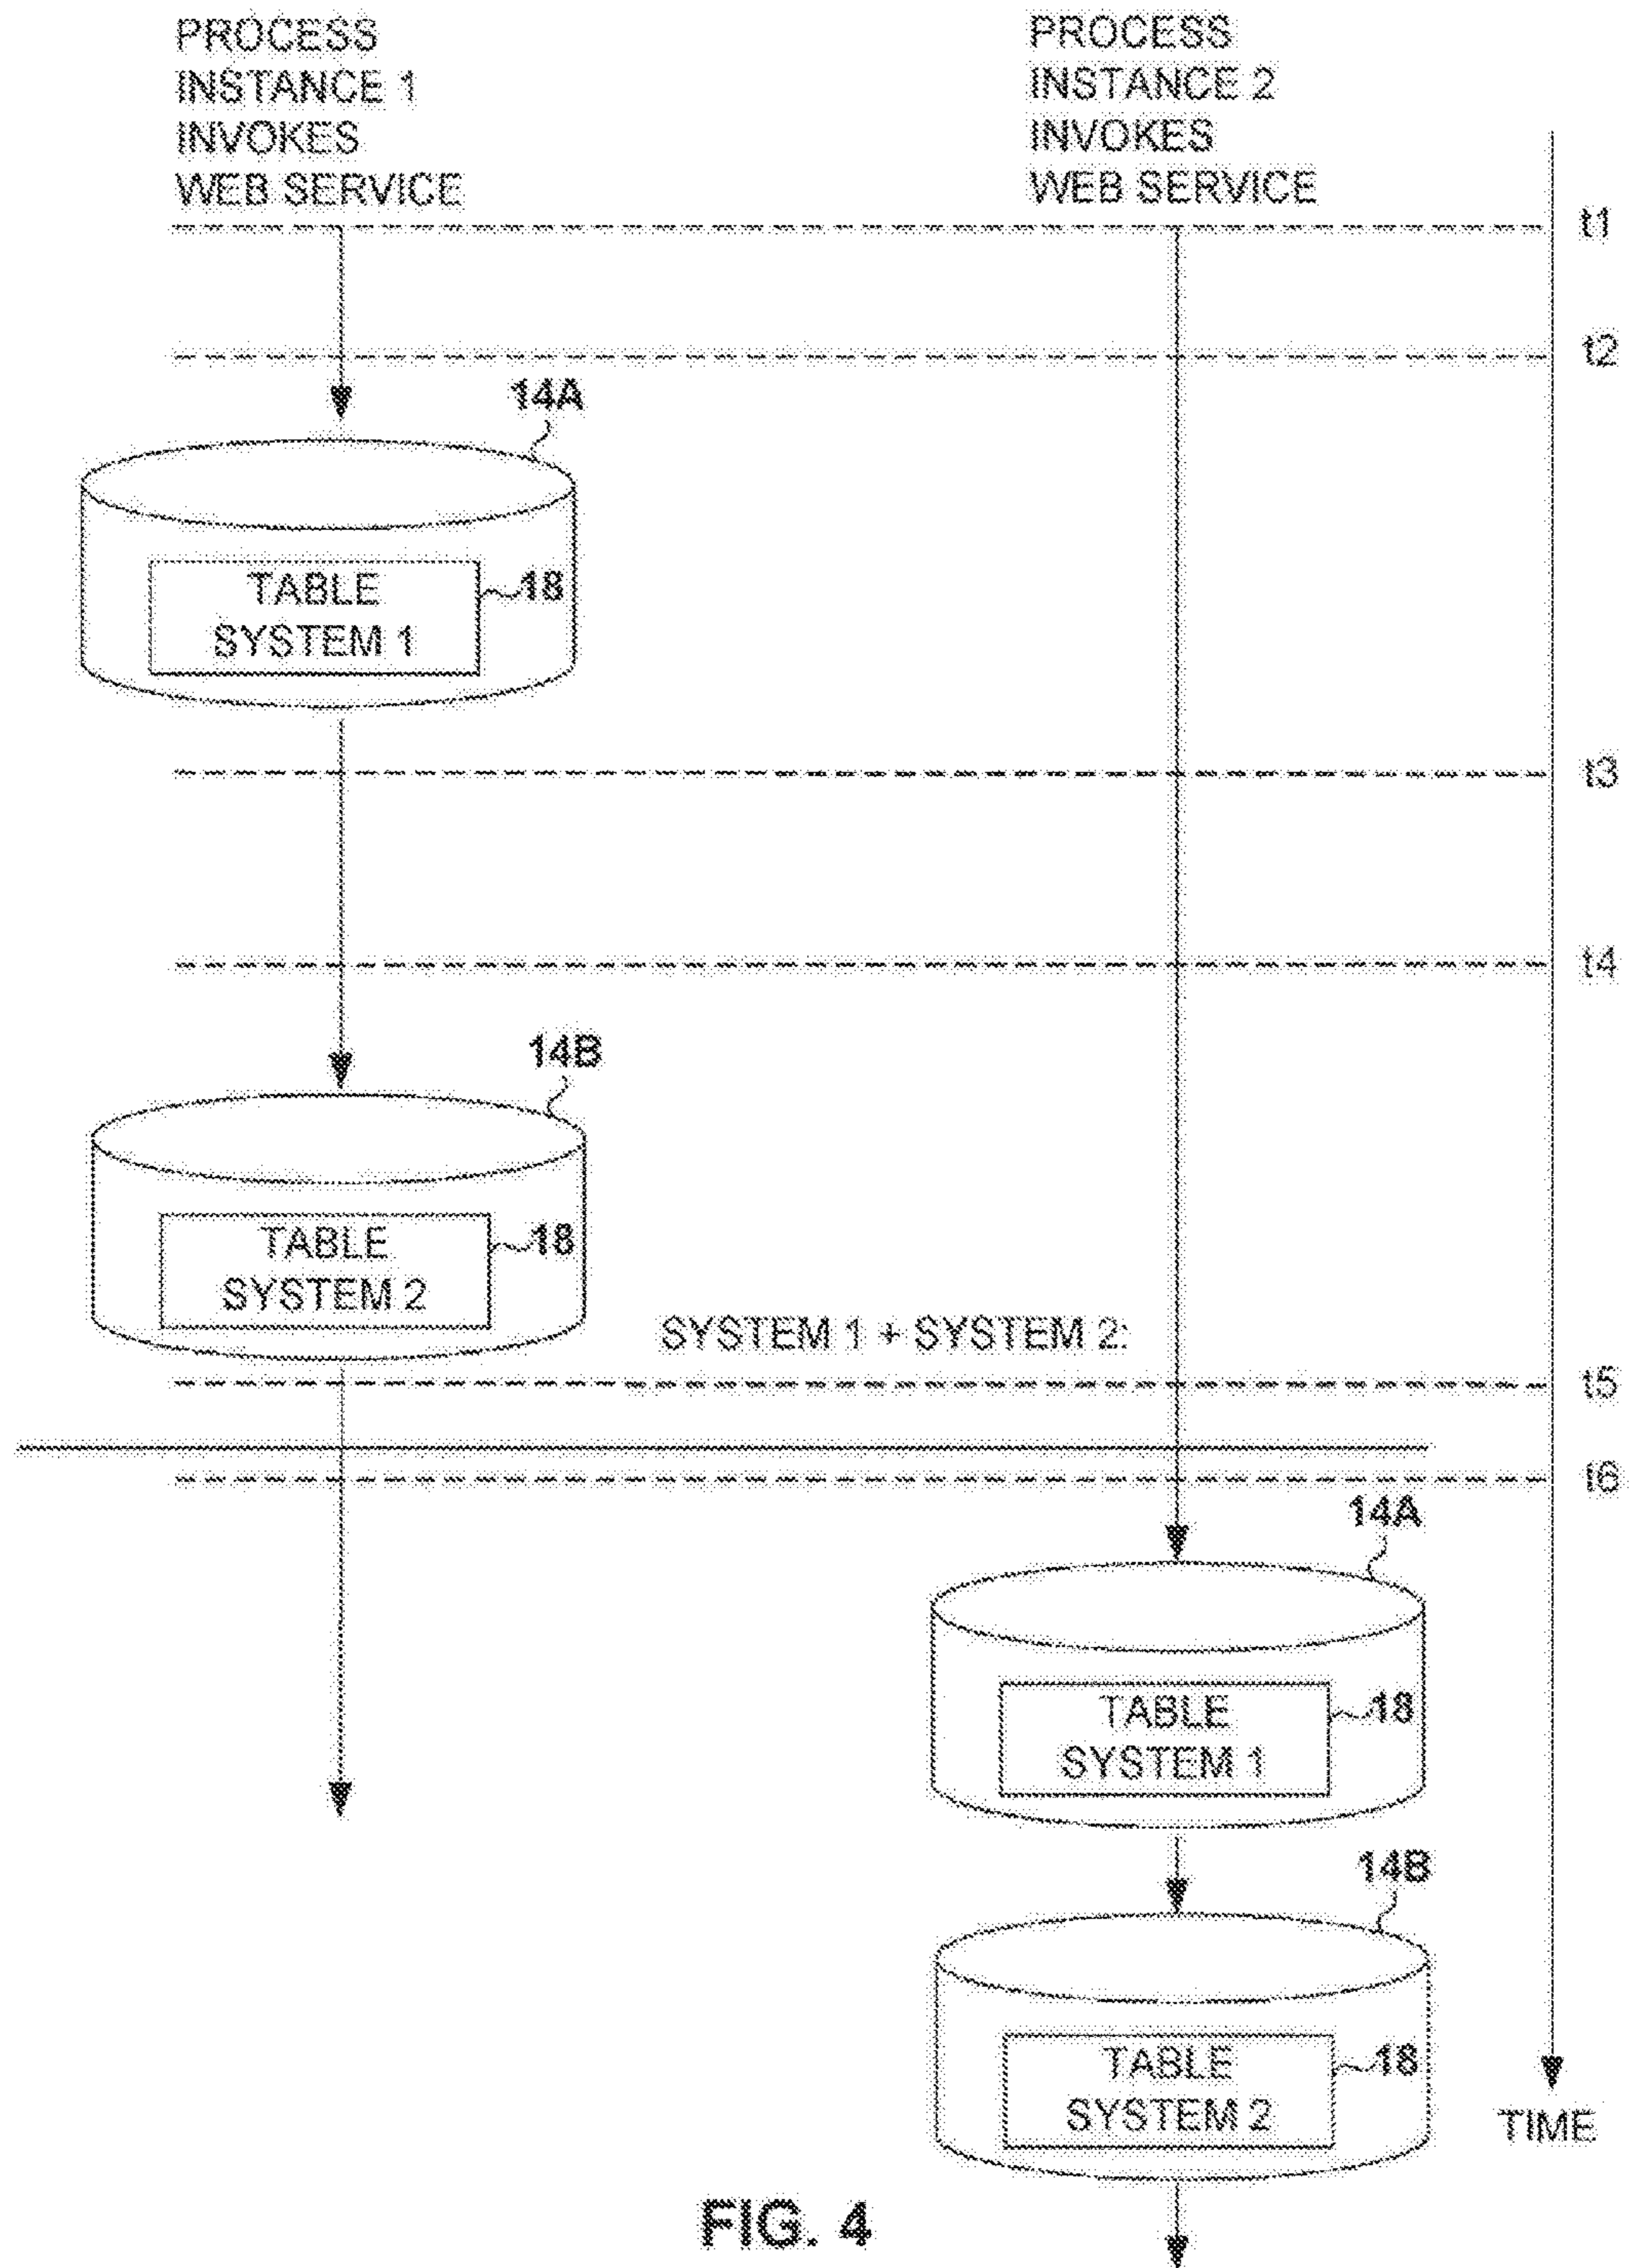 PROCESS
INSTANCE 1
INVOKES
WEB SERVICE
PROCESS
INSTANCE 2
INVOKES
WEB SERVICE
t1
t2
14A
TABLE
SYSTEM 1
18
t3
t4
14B
TABLE
SYSTEM 2
18
SYSTEM 1 + SYSTEM 2:
t5
t6
14A
TABLE
SYSTEM 1
18
14B
TABLE
SYSTEM 2
18
TIME
FIG. 4